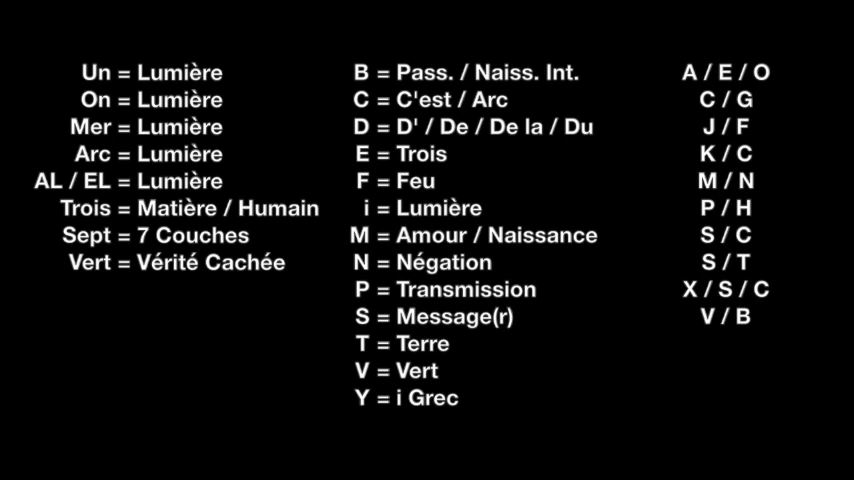 Un = Lumière
On = Lumière
Mer = Lumière
Arc = Lumière
AL / EL = Lumière
Trois = Matière / Humain
Sept = 7 Couches
Vert = Vérité Cachée
B = Pass. / Naiss. Int.
C = C'est / Arc
D = D' / De / De la / Du
E = Trois
F = Feu
i = Lumière
M = Amour / Naissance
N = Négation
P = Transmission
S = Message(r)
T = Terre
V = Vert
Y = i Grec
A / E / O
C / G
J / F
K / C
M / N
P / H
S / C
S / T
X / S / C
V / B